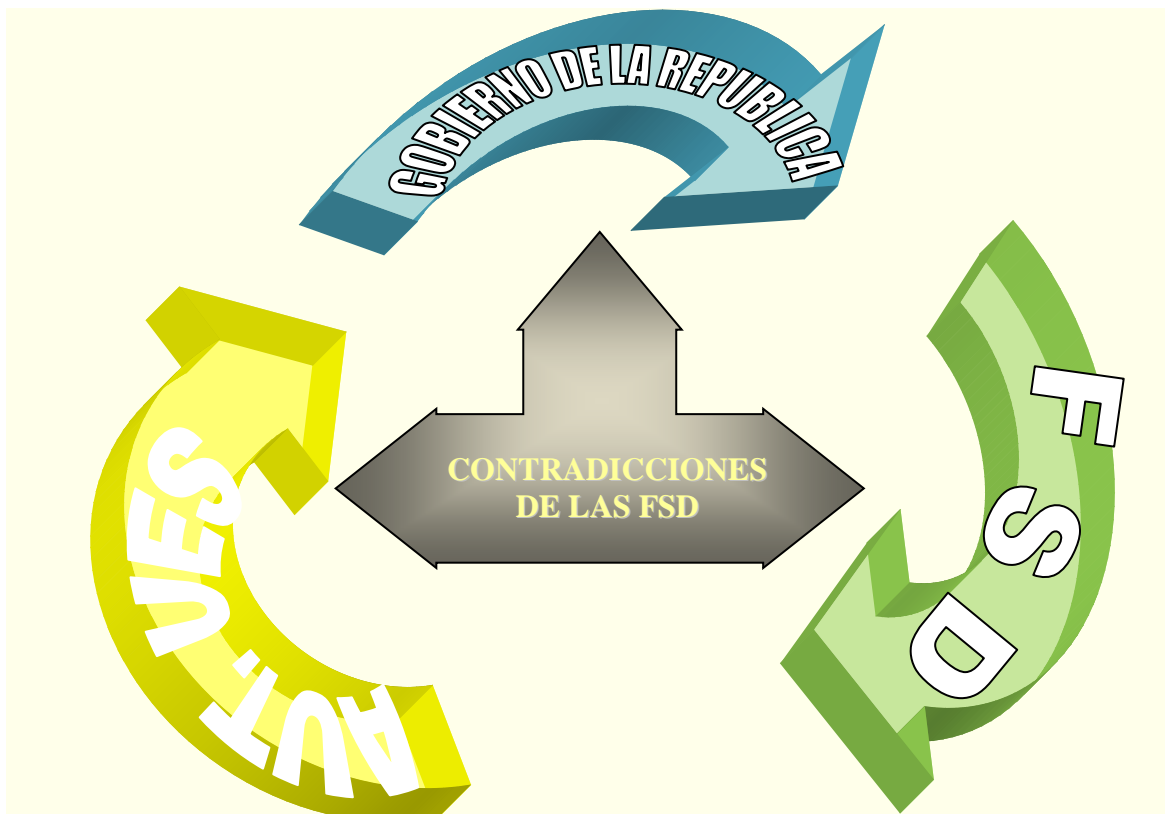 GOBIERNO DE LA REPUBLICA
F S D
CONTRADICCIONES
DE LAS FSD
AUT. UES